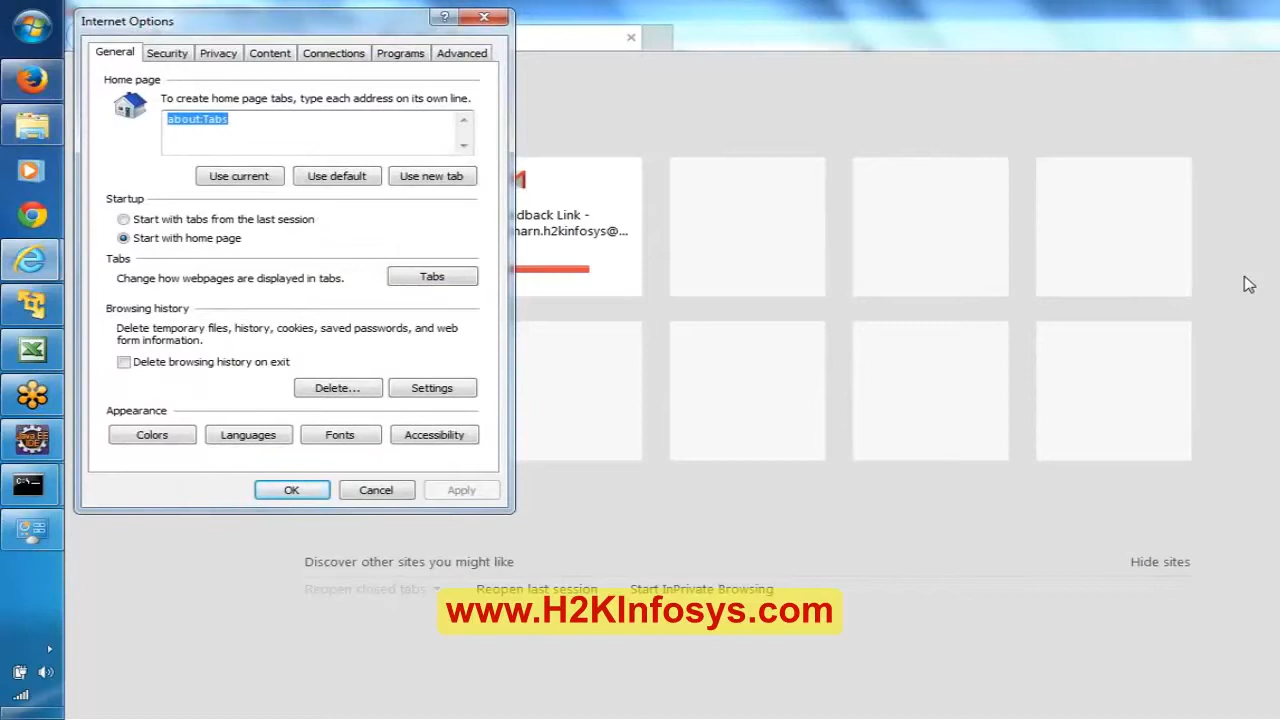 Internet Options
?
General Security Privacy Content Connections Programs Advanced
Home page
To create home page tabs, type each address on its own line.
about:Tabs
Use current Use default Use new tab
Startup
Start with tabs from the last session
Start with home page
Tabs
Change how webpages are displayed in tabs.
Tabs
Browsing history
Delete temporary files, history, cookies, saved passwords, and web
form information.
Delete browsing history on exit
Delete... Settings
Appearance
Colors Languages Fonts Accessibility
OK Cancel Apply
dback Link -
harn.h2kinfosys@...
Discover other sites you might like
Hide sites
Reopen closed tabs Reopen last session Start InPrivate Browsing
www.H2KInfosys.com